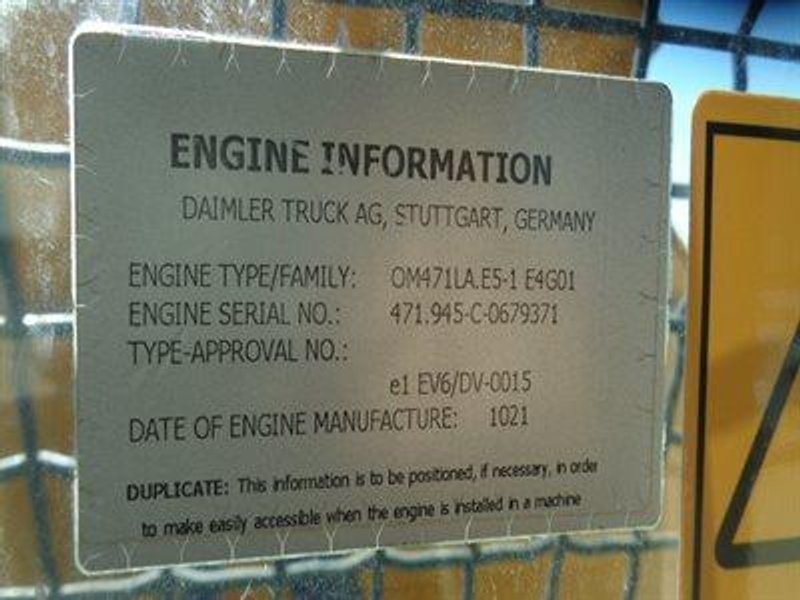 ENGINE INFORMATION
DAIMLER TRUCK AG, STUTTGART, GERMANY
ENGINE TYPE/FAMILY: OM471LA.E5-1 E4G01
ENGINE SERIAL NO.: 471.945-C-0679371
TYPE-APPROVAL NO.:
e1 EV6/DV-0015
DATE OF ENGINE MANUFACTURE: 1021
DUPLICATE: This information is to be positioned, if necessary, in order
to make easily accessible when the engine is installed in a machine